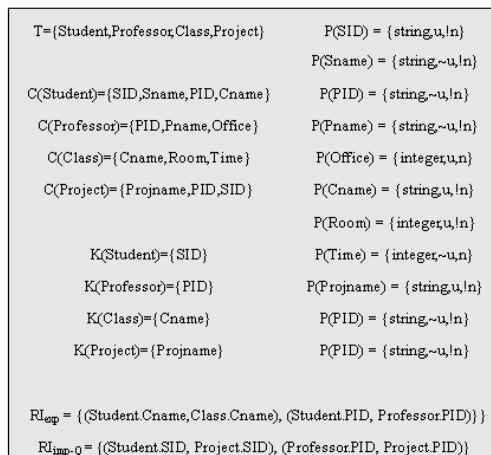 T={Student,Professor,Class,Project} P(SID) = {string,u,!n}
P(Sname) = {string,~u,!n}
C(Student)={SID,Sname,PID,Cname} P(PID) = {string,~u,!n}
C(Professor)={PID,Pname,Office} P(Pname) = {string,~u,!n}
C(Class)={Cname,Room,Time} P(Office) = {integer,u,n}
C(Project)={Projname,PID,SID} P(Cname) = {string,u,!n}
P(Room) = {integer,u,!n}
K(Student)={SID} P(Time) = {integer,~u,n}
K(Professor)={PID} P(Projname) = {string,u,!n}
K(Class)={Cname} P(PID) = {string,~u,!n}
K(Project)={Projname} P(PID) = {string,~u,!n}
RIexp = {(Student.Cname,Class.Cname), (Student.PID, Professor.PID)}}
RIimp-0 = {(Student.SID, Project.SID), (Professor.PID, Project.PID)}